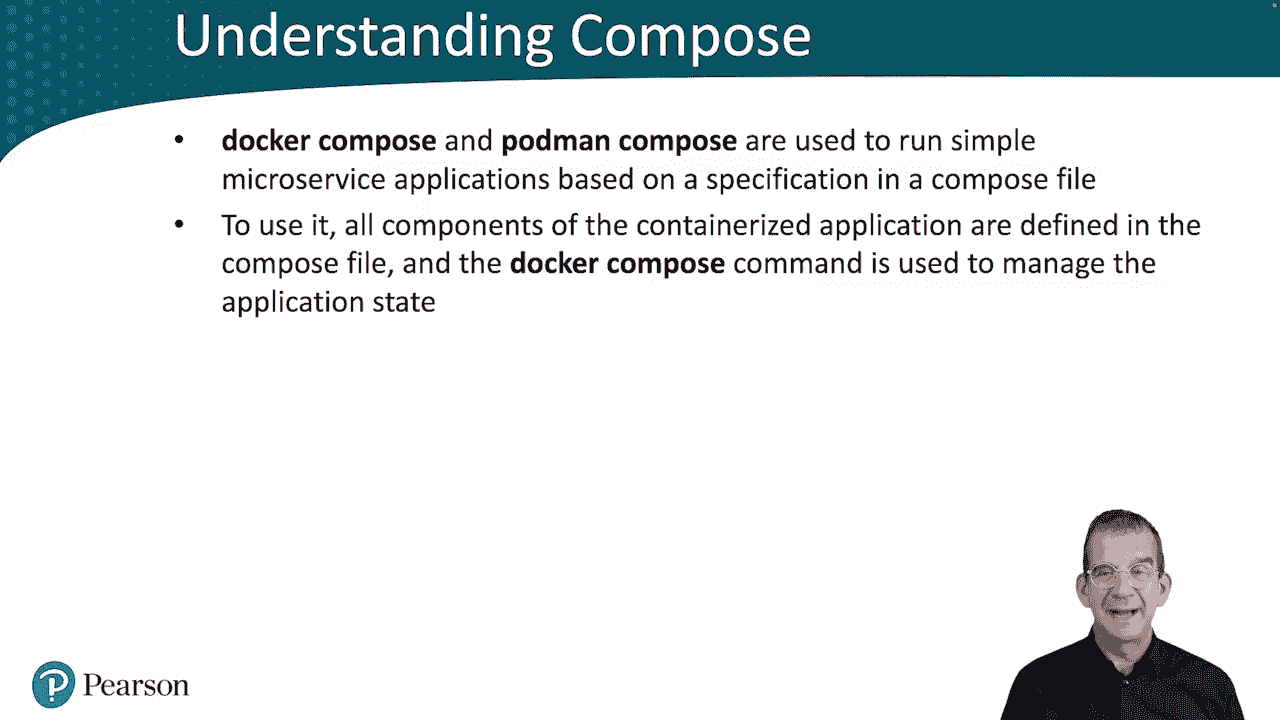 Understanding Compose
• docker compose and podman compose are used to run simple
microservice applications based on a specification in a compose file
• To use it, all components of the containerized application are defined in the
compose file, and the docker compose command is used to manage the
application state
Pearson